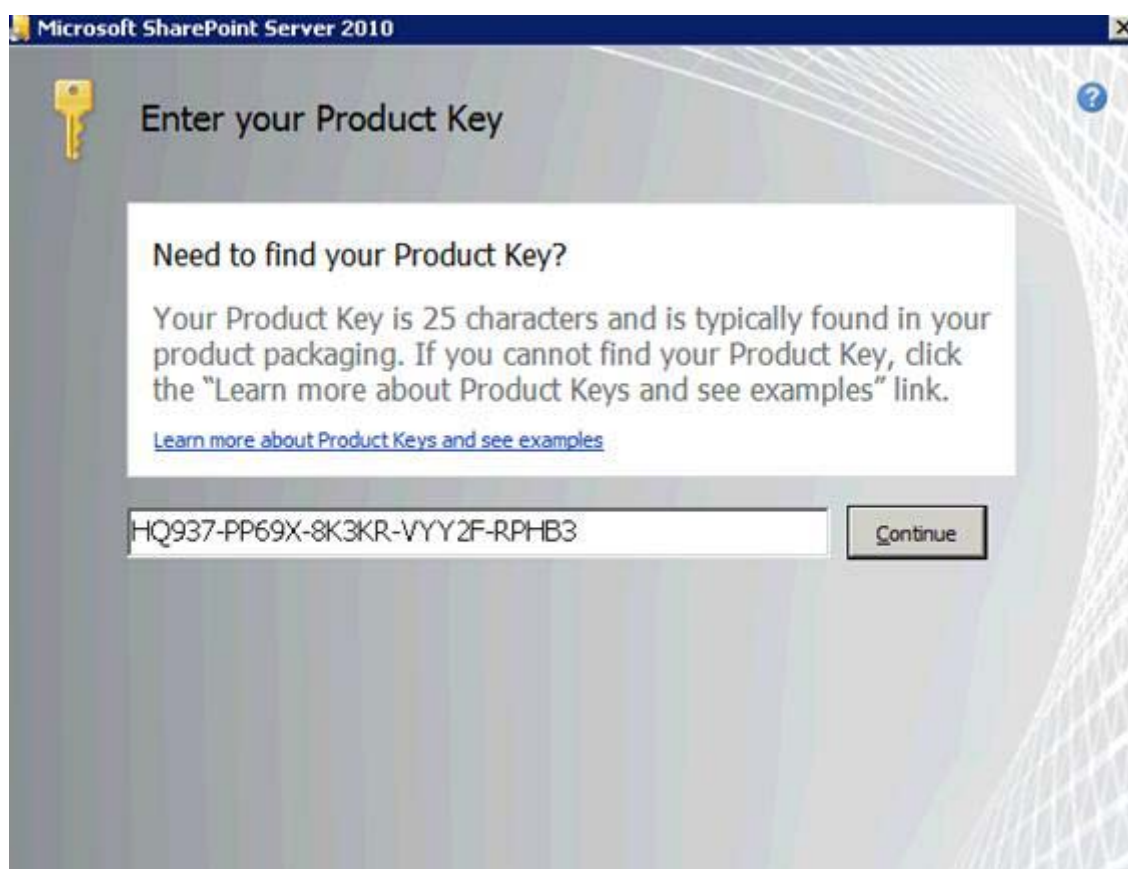 Microsoft SharePoint Server 2010
Enter your Product Key
Need to find your Product Key?
Your Product Key is 25 characters and is typically found in your
product packaging. If you cannot find your Product Key, click
the “Learn more about Product Keys and see examples” link.
Learn more about Product Keys and see examples
HQ937-PP69X-8K3KR-VYY2F-RPHB3
Continue